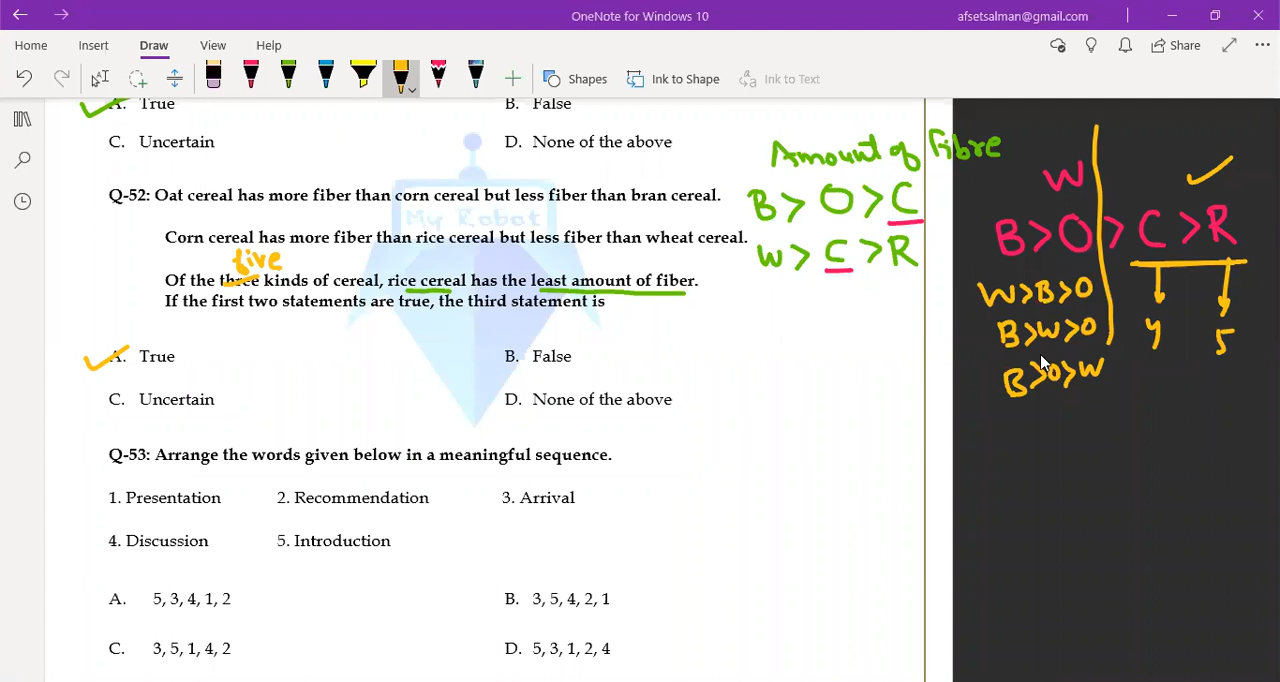 OneNote for Windows 10
afsetsalman@gmail.com
Home Insert Draw View Help
Share
Shapes Ink to Shape Ink to Text
A. True B. False
C. Uncertain D. None of the above
Amount of Fibre
Q-52: Oat cereal has more fiber than corn cereal but less fiber than bran cereal.
B > O > C
Corn cereal has more fiber than rice cereal but less fiber than wheat cereal.
W > C > R
five
Of the three kinds of cereal, rice cereal has the least amount of fiber.
If the first two statements are true, the third statement is
A. True B. False
C. Uncertain D. None of the above
My Robot
W
B > O > C > R
W > B > O
B > W > O
B > O > W
4 5
Q-53: Arrange the words given below in a meaningful sequence.
1. Presentation 2. Recommendation 3. Arrival
4. Discussion 5. Introduction
A. 5, 3, 4, 1, 2 B. 3, 5, 4, 2, 1
C. 3, 5, 1, 4, 2 D. 5, 3, 1, 2, 4